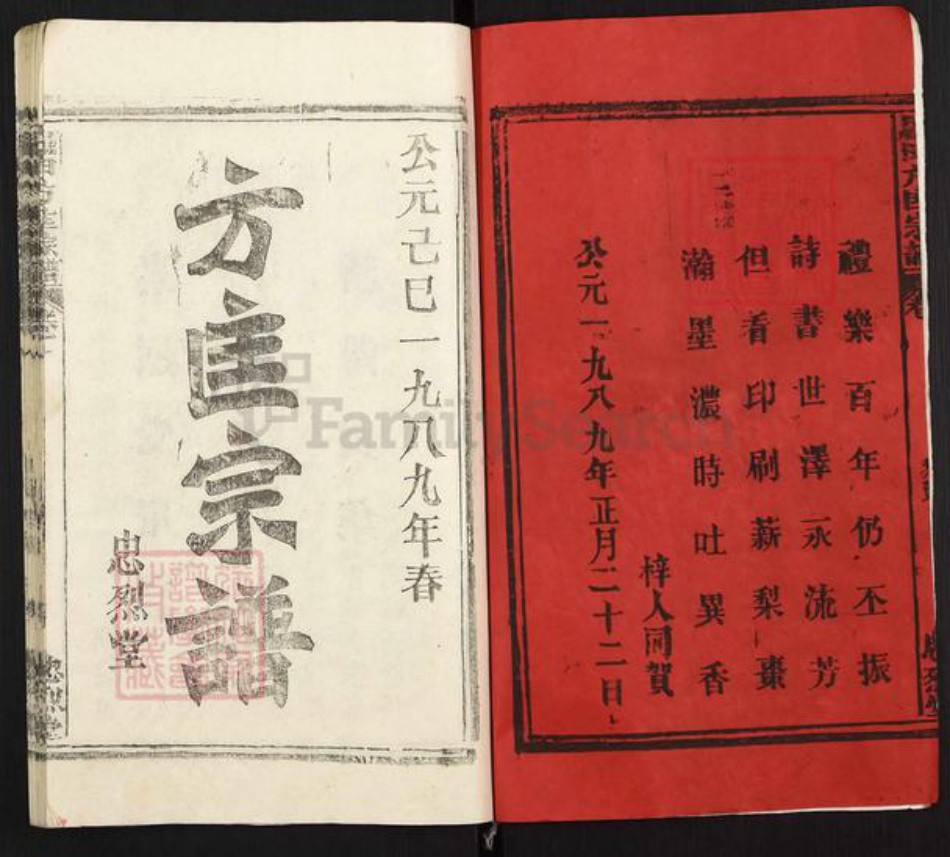 禮樂百年仍丕振
詩書世澤永流芳
但看印刷薪梨棗
瀚墨濃時吐異香
梓人同賀
公元一九八九年正月二十二日
公元己巳一九八九年春
方氏宗譜
忠烈堂
FamilySearch